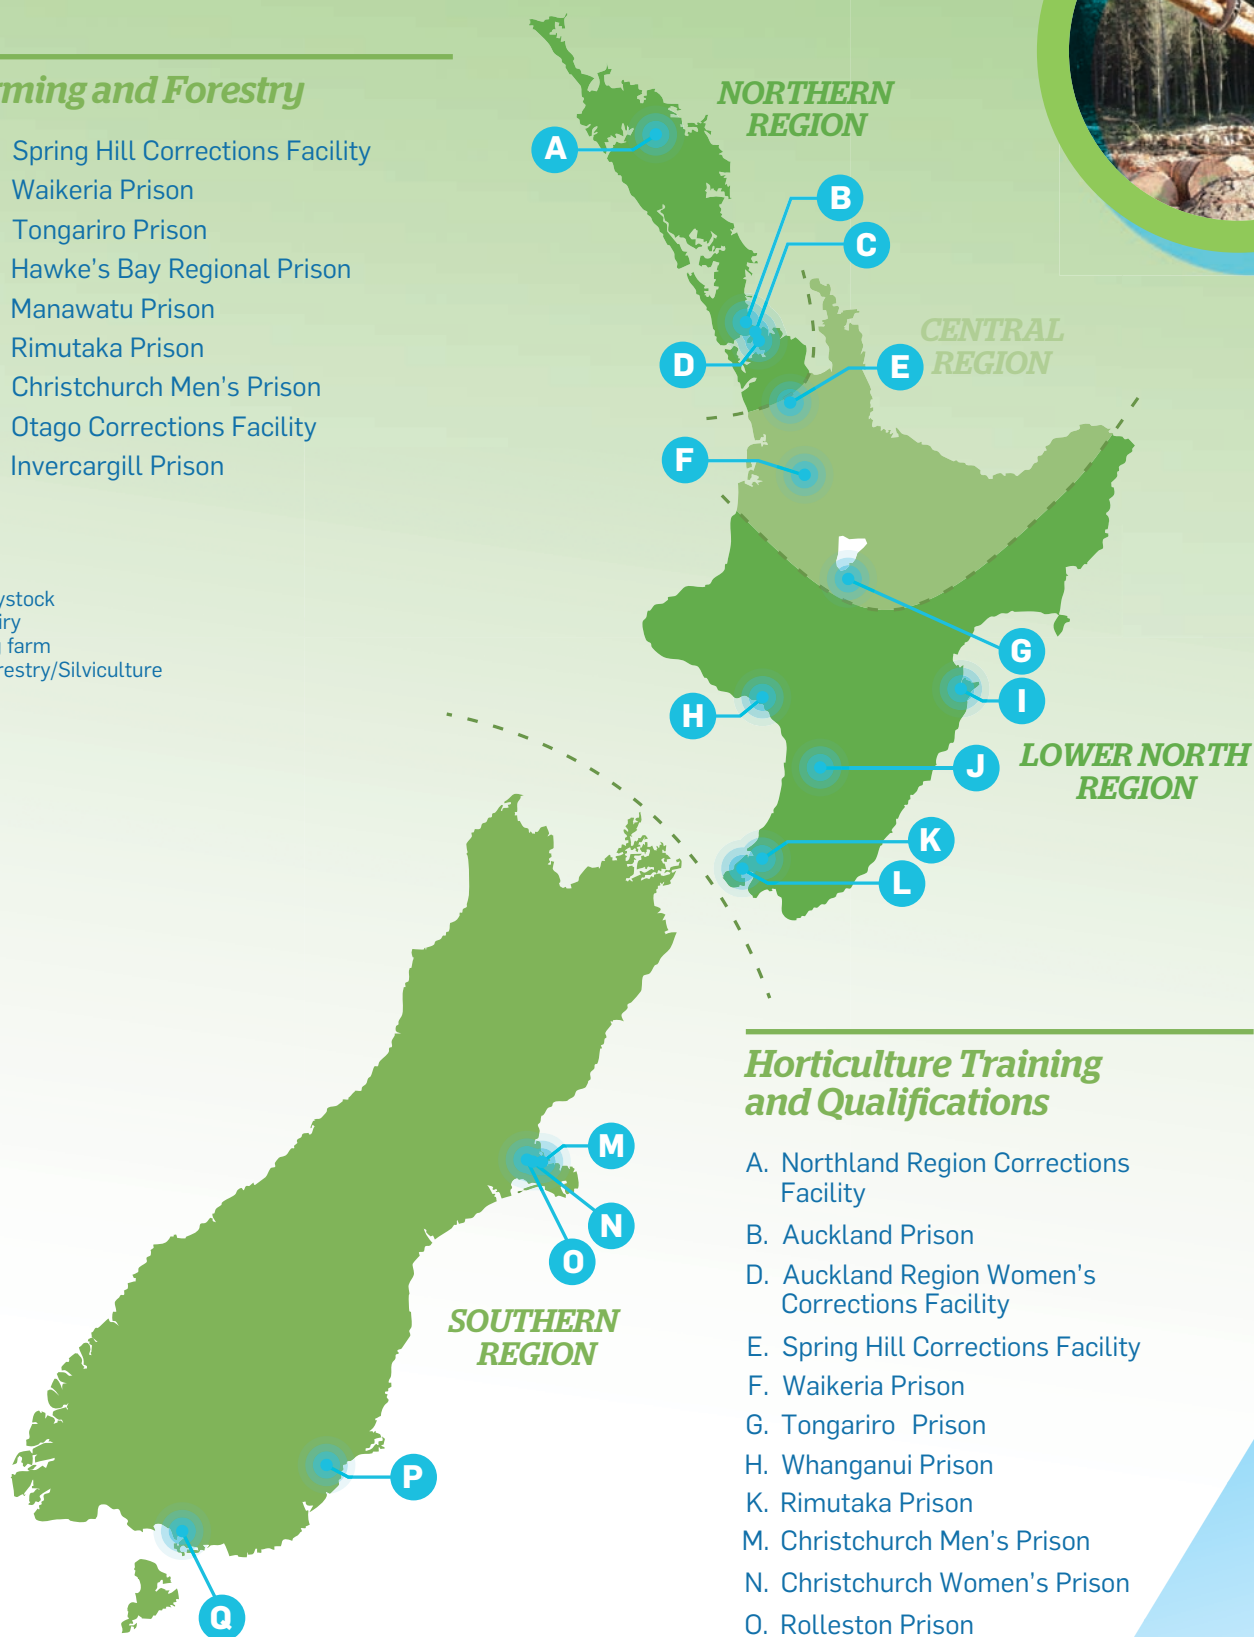 rming and Forestry
Spring Hill Corrections Facility
Waikeria Prison
Tongariro Prison
Hawke's Bay Regional Prison
Manawatu Prison
Rimutaka Prison
Christchurch Men's Prison
Otago Corrections Facility
Invercargill Prison
ystock
iry
g farm
restry/Silviculture
NORTHERN
REGION
A
B
C
D
CENTRAL
REGION
E
F
G
H
I
J
LOWER NORTH
REGION
K
L
M
N
O
SOUTHERN
REGION
P
Q
Horticulture Training
and Qualifications
A. Northland Region Corrections
Facility
B. Auckland Prison
D. Auckland Region Women's
Corrections Facility
E. Spring Hill Corrections Facility
F. Waikeria Prison
G. Tongariro Prison
H. Whanganui Prison
K. Rimutaka Prison
M. Christchurch Men's Prison
N. Christchurch Women's Prison
O. Rolleston Prison